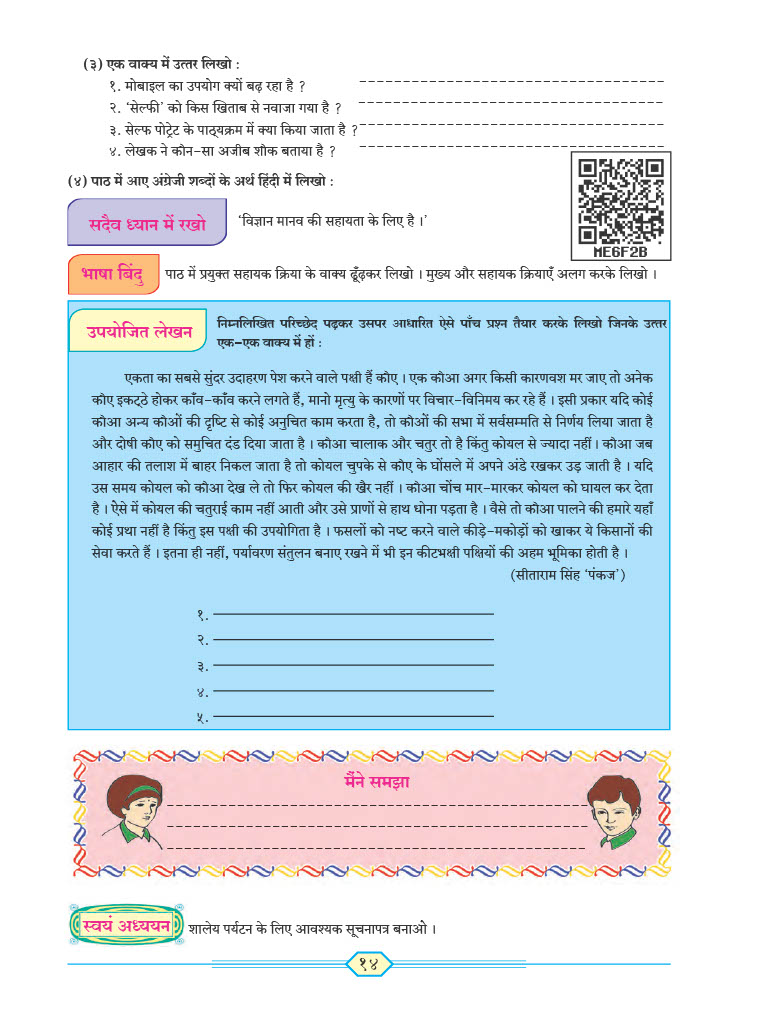 (३) एक वाक्य में उत्तर लिखो :
१. मोबाइल का उपयोग क्यों बढ़ रहा है ?
२. ‘सेल्फी’ को किस खिताब से नवाजा गया है ?
३. सेल्फ पोट्रेट के पाठ्यक्रम में क्या किया जाता है ?
४. लेखक ने कौन-सा अजीब शौक बताया है ?
(४) पाठ में आए अंग्रेजी शब्दों के अर्थ हिंदी में लिखो :
ME6F2B
सदैव ध्यान में रखो ‘विज्ञान मानव की सहायता के लिए है ।’
भाषा बिंदु पाठ में प्रयुक्त सहायक क्रिया के वाक्य ढूँढ़कर लिखो । मुख्य और सहायक क्रियाएँ अलग करके लिखो ।
उपयोजित लेखन निम्नलिखित परिच्छेद पढ़कर उसपर आधारित ऐसे पाँच प्रश्न तैयार करके लिखो जिनके उत्तर
एक-एक वाक्य में हों :
एकता का सबसे सुंदर उदाहरण पेश करने वाले पक्षी हैं कौए । एक कौआ अगर किसी कारणवश मर जाए तो अनेक
कौए इकट्ठे होकर काँव-काँव करने लगते हैं, मानो मृत्यु के कारणों पर विचार-विनिमय कर रहे हैं । इसी प्रकार यदि कोई
कौआ अन्य कौओं की दृष्टि से कोई अनुचित काम करता है, तो कौओं की सभा में सर्वसम्मति से निर्णय लिया जाता है
और दोषी कौए को समुचित दंड दिया जाता है । कौआ चालाक और चतुर तो है किंतु कोयल से ज्यादा नहीं । कौआ जब
आहार की तलाश में बाहर निकल जाता है तो कोयल चुपके से कौए के घोंसले में अपने अंडे रखकर उड़ जाती है । यदि
उस समय कोयल को कौआ देख ले तो फिर कोयल की खैर नहीं । कौआ चोंच मार-मारकर कोयल को घायल कर देता
है । ऐसे में कोयल की चतुराई काम नहीं आती और उसे प्राणों से हाथ धोना पड़ता है । वैसे तो कौआ पालने की हमारे यहाँ
कोई प्रथा नहीं है किंतु इस पक्षी की उपयोगिता है । फसलों को नष्ट करने वाले कीड़े-मकोड़ों को खाकर ये किसानों की
सेवा करते हैं । इतना ही नहीं, पर्यावरण संतुलन बनाए रखने में भी इन कीटभक्षी पक्षियों की अहम भूमिका होती है ।
(सीताराम सिंह ‘पंकज’)
१.
२.
३.
४.
५.
मैंने समझा
स्वयं अध्ययन शालेय पर्यटन के लिए आवश्यक सूचनापत्र बनाओ ।
१४